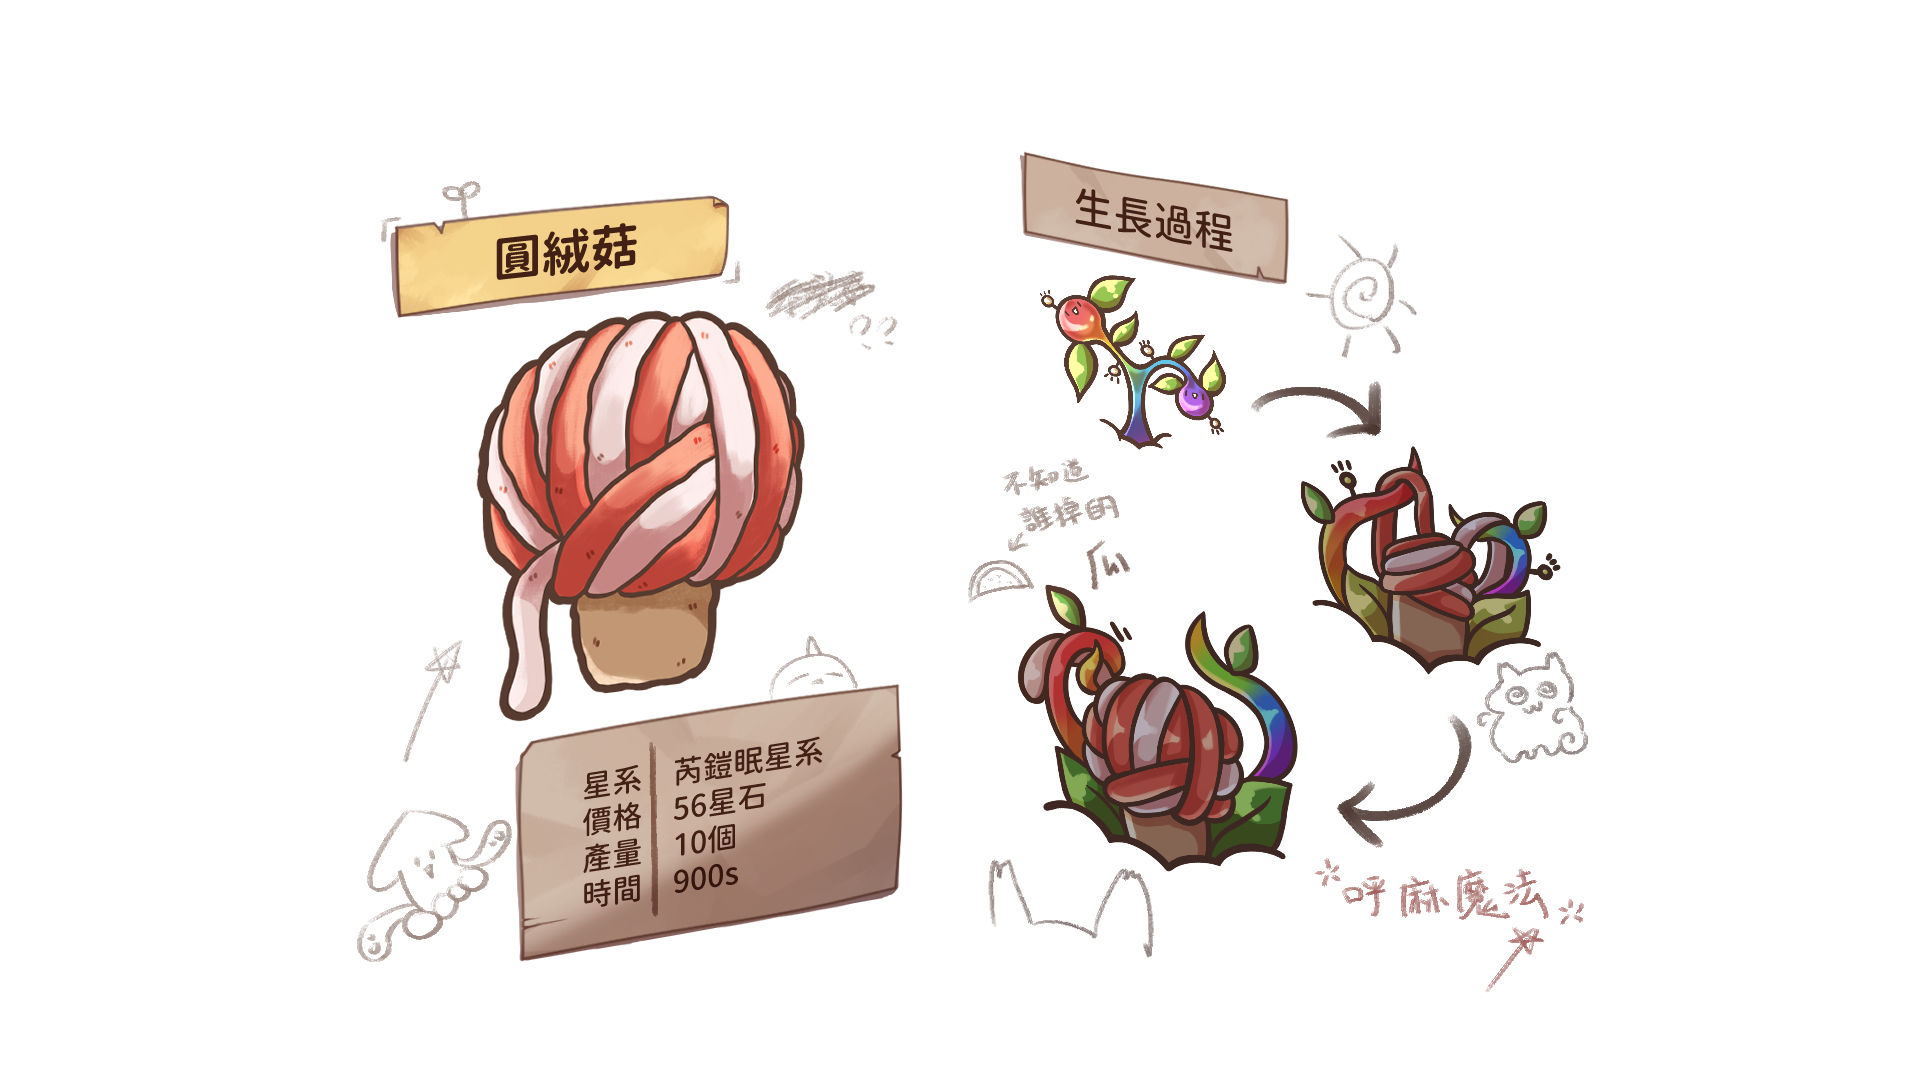 圓絨菇
星系 芮鎧眠星系
價格 56星石
產量 10個
時間 900s
生長過程
不知道
誰掉的
呼麻魔法